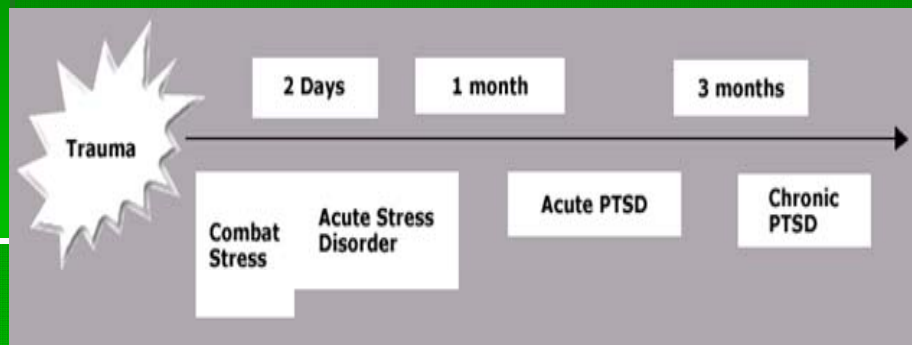 2 Days
1 month
3 months
Trauma
Combat
Stress
Acute Stress
Disorder
Acute PTSD
Chronic
PTSD